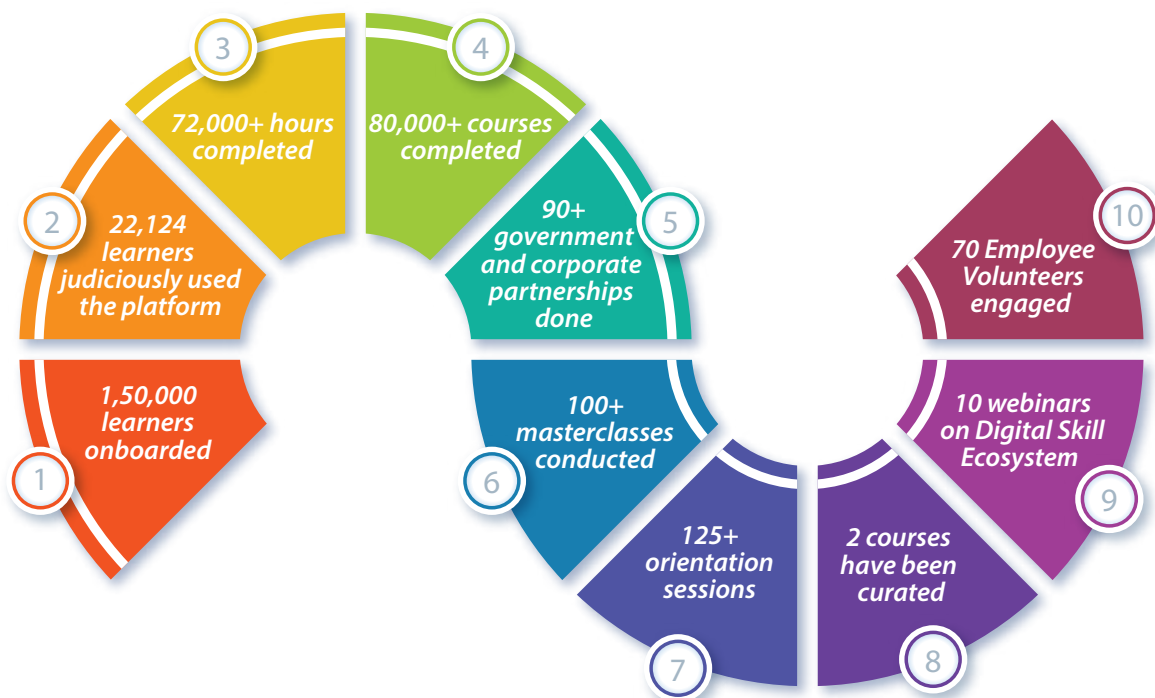 1
1,50,000
learners
onboarded
2
22,124
learners
judiciously used
the platform
3
72,000+ hours
completed
4
80,000+ courses
completed
5
90+
government
and corporate
partnerships
done
6
100+
masterclasses
conducted
7
125+
orientation
sessions
8
2 courses
have been
curated
9
10 webinars
on Digital Skill
Ecosystem
10
70 Employee
Volunteers
engaged